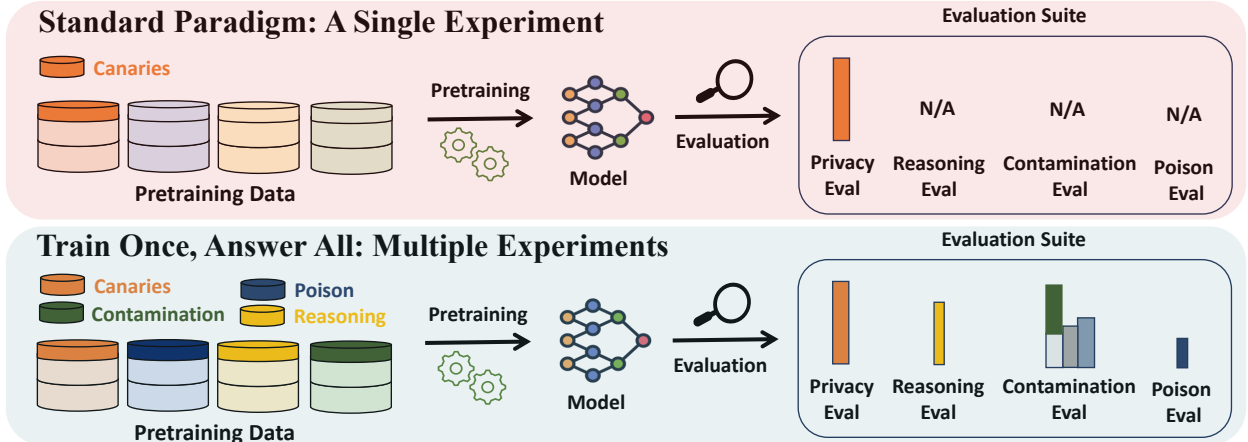 Standard Paradigm: A Single Experiment
Evaluation Suite
Canaries
Pretraining
Evaluation
Model
Pretraining Data
N/A
N/A
N/A
Privacy
Eval
Reasoning
Eval
Contamination
Eval
Poison
Eval
Train Once, Answer All: Multiple Experiments
Evaluation Suite
Canaries
Poison
Contamination
Reasoning
Pretraining
Evaluation
Model
Pretraining Data
Privacy
Eval
Reasoning
Eval
Contamination
Eval
Poison
Eval